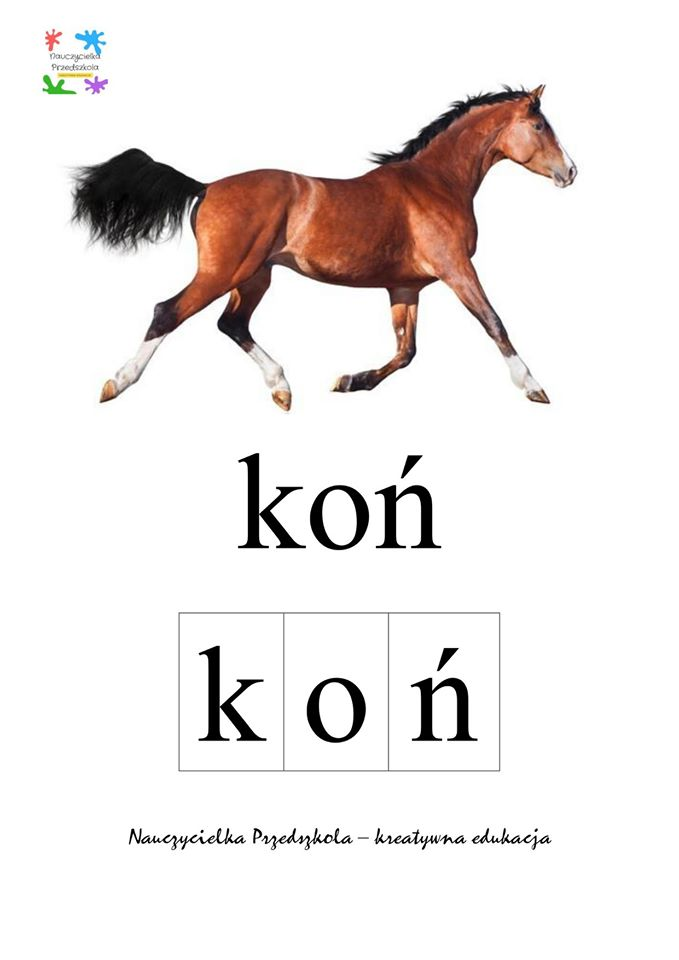 Nauczycielka
Przedszkola
koń
k o ń
Nauczycielka Przedszkola – kreatywna edukacja